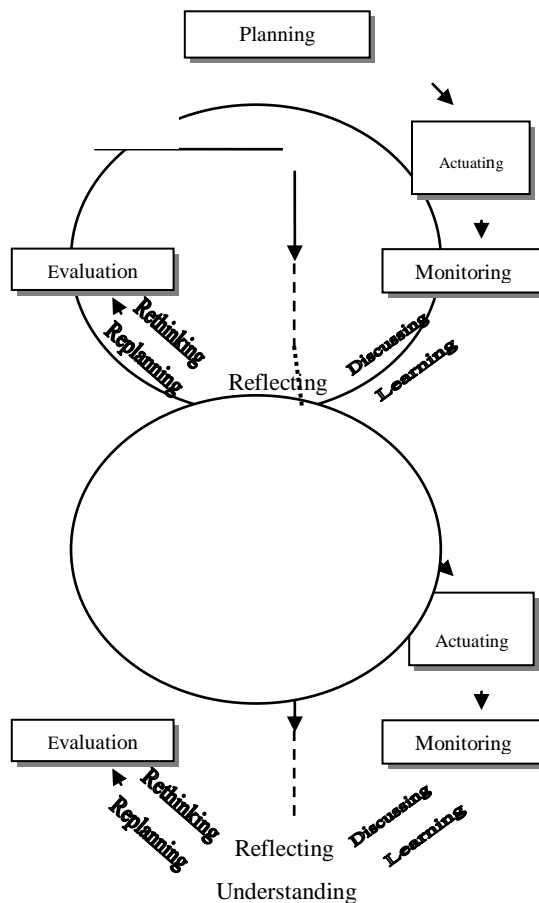 Planning
Actuating
Evaluation
Monitoring
Rethinking
Replanning
Discussing
Learning
Reflecting
Actuating
Evaluation
Monitoring
Rethinking
Replanning
Discussing
Learning
Reflecting
Understanding